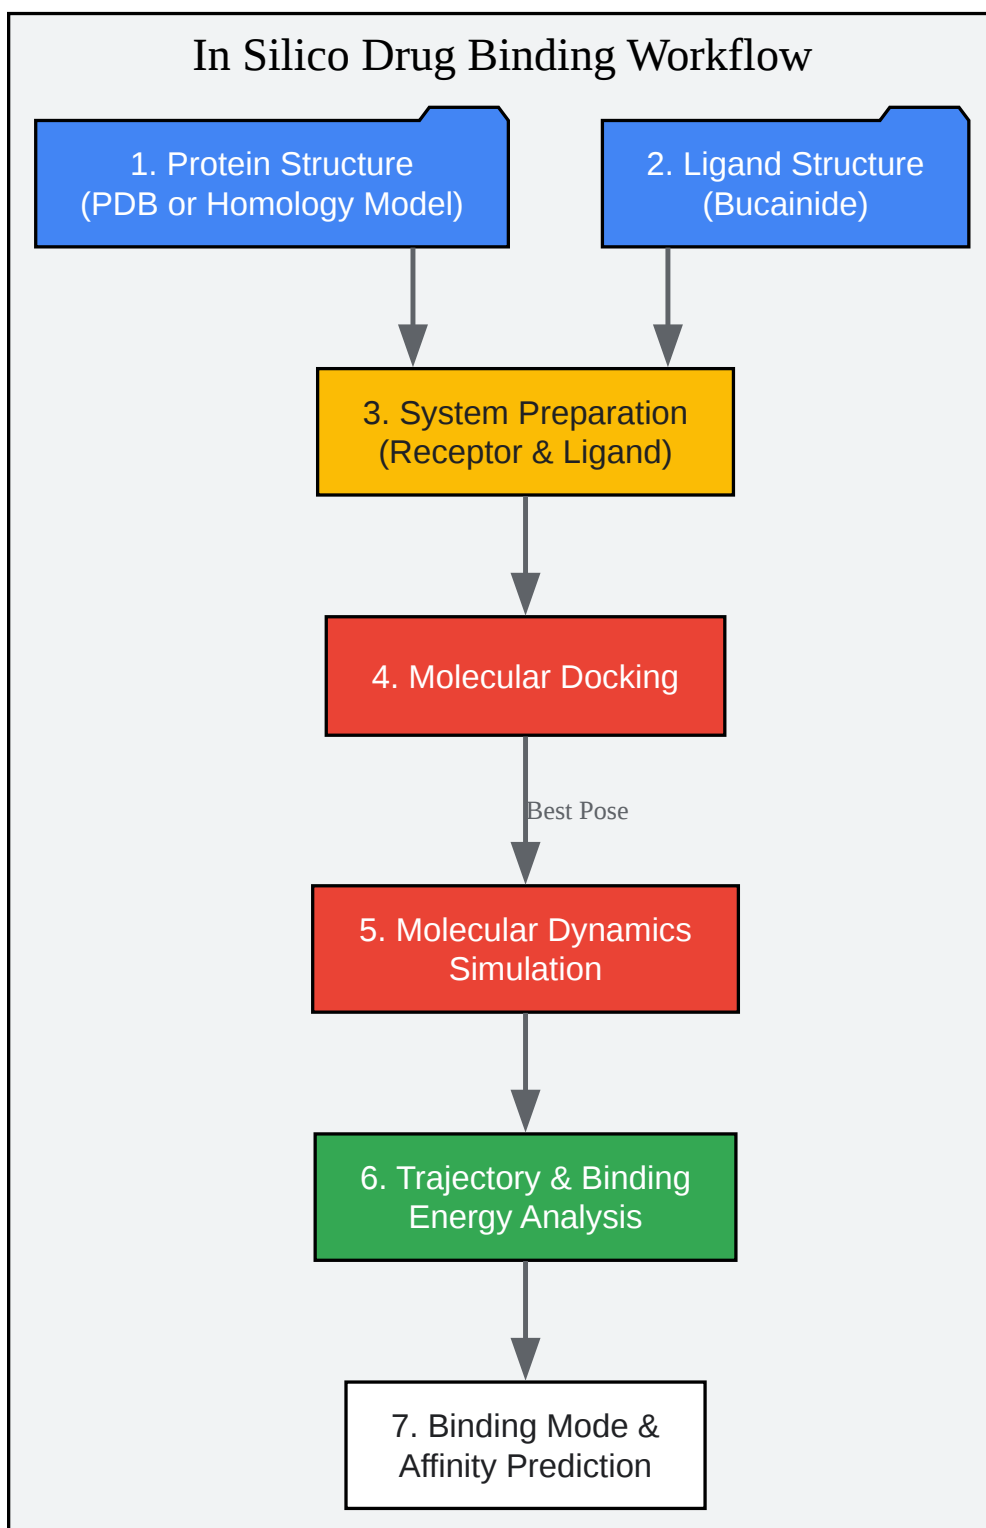 In Silico Drug Binding Workflow
1. Protein Structure
(PDB or Homology Model)
2. Ligand Structure
(Bucainide)
3. System Preparation
(Receptor & Ligand)
4. Molecular Docking
Best Pose
5. Molecular Dynamics
Simulation
6. Trajectory & Binding
Energy Analysis
7. Binding Mode &
Affinity Prediction